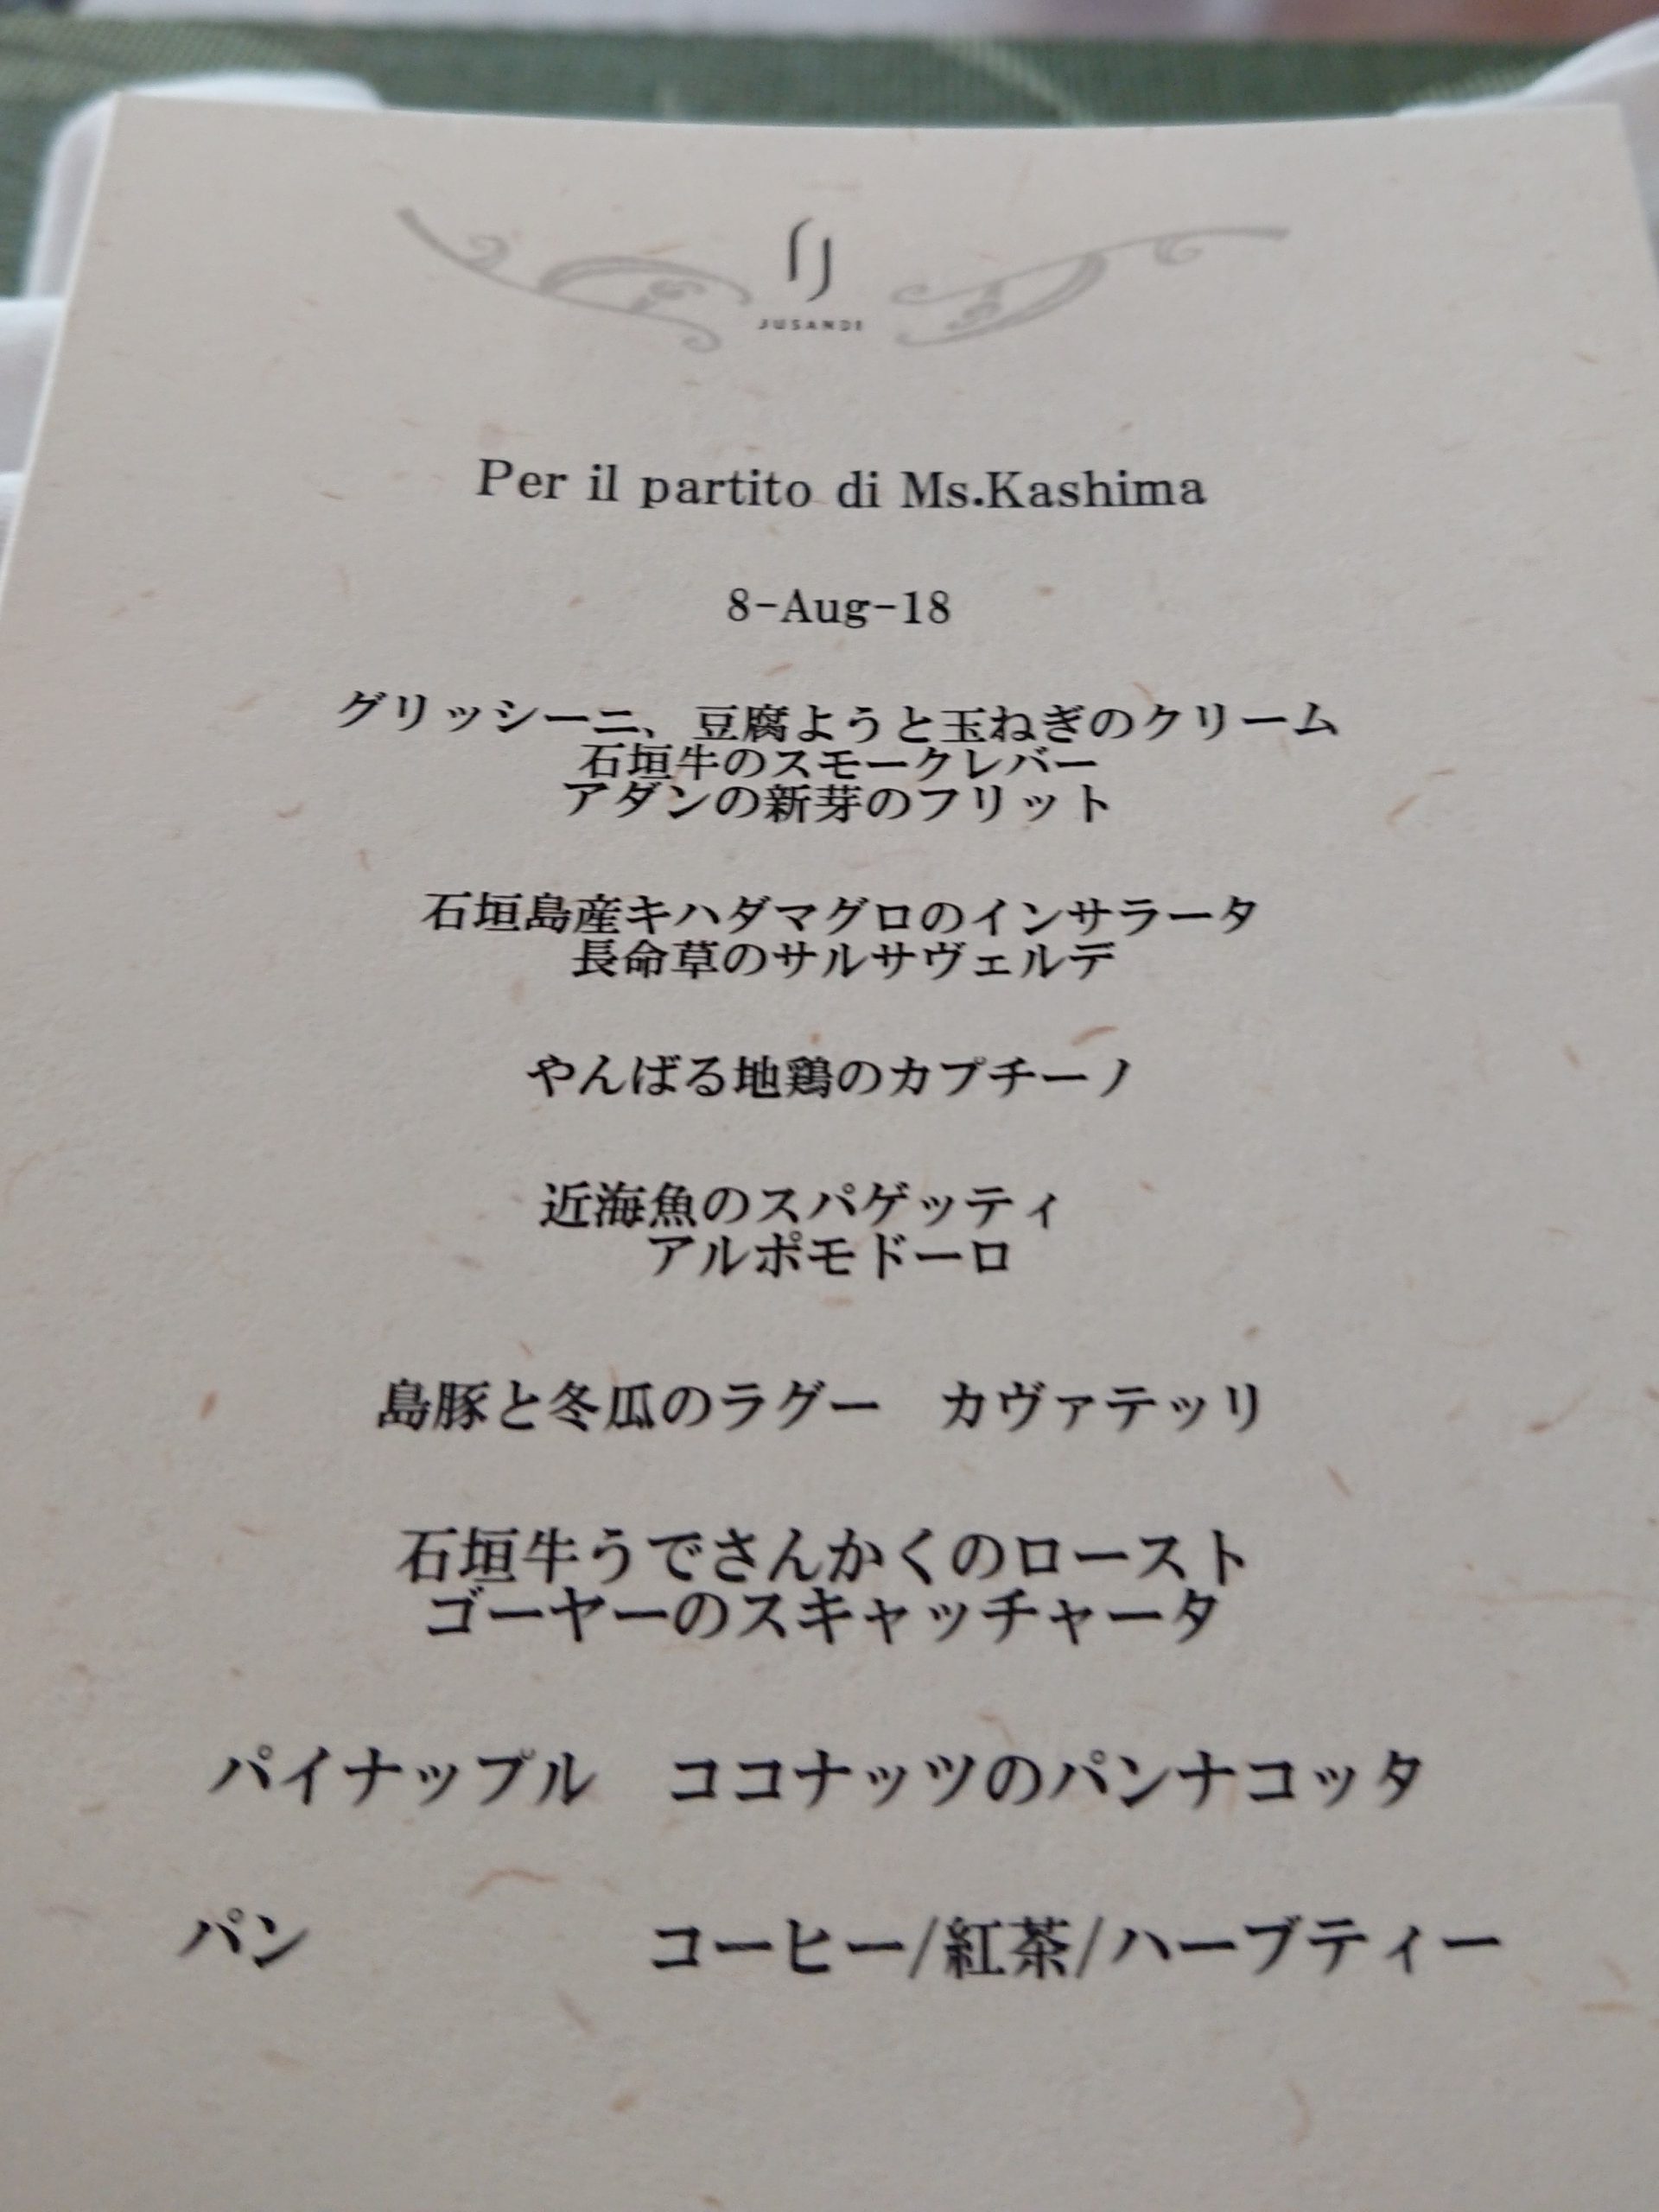 JUSANDI
Per il partito di Ms.Kashima
8-Aug-18
グリッシーニ、豆腐ようと玉ねぎのクリーム
石垣牛のスモークレバー
アダンの新芽のフリット
石垣島産キハダマグロのインサラータ
長命草のサルサヴェルデ
やんばる地鶏のカプチーノ
近海魚のスパゲッティ
アルポモドーロ
島豚と冬瓜のラグー　カヴァテッリ
石垣牛うでさんかくのロースト
ゴーヤーのスキャッチャータ
パイナップル　ココナッツのパンナコッタ
パン　コーヒー/紅茶/ハーブティー